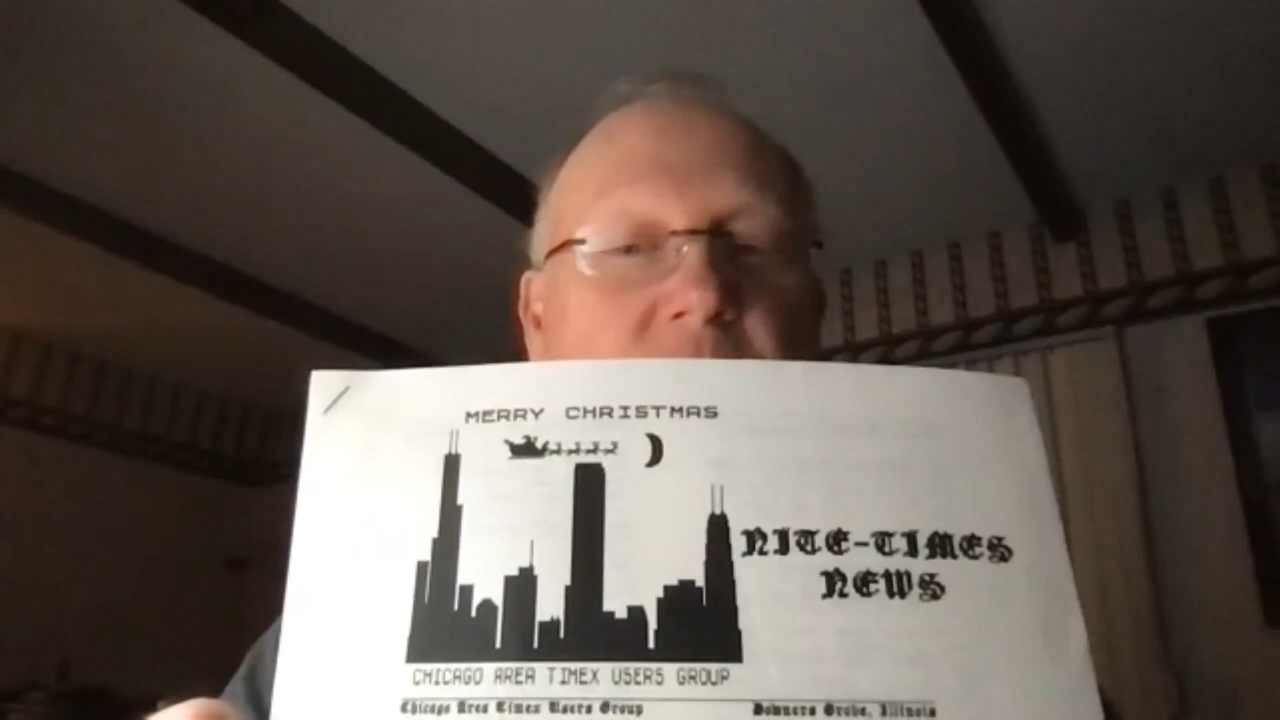 MERRY CHRISTMAS
NITE-TIMES
NEWS
CHICAGO AREA TIMEX USERS GROUP
Chicago Area Timex Users Group Downers Grove, Illinois